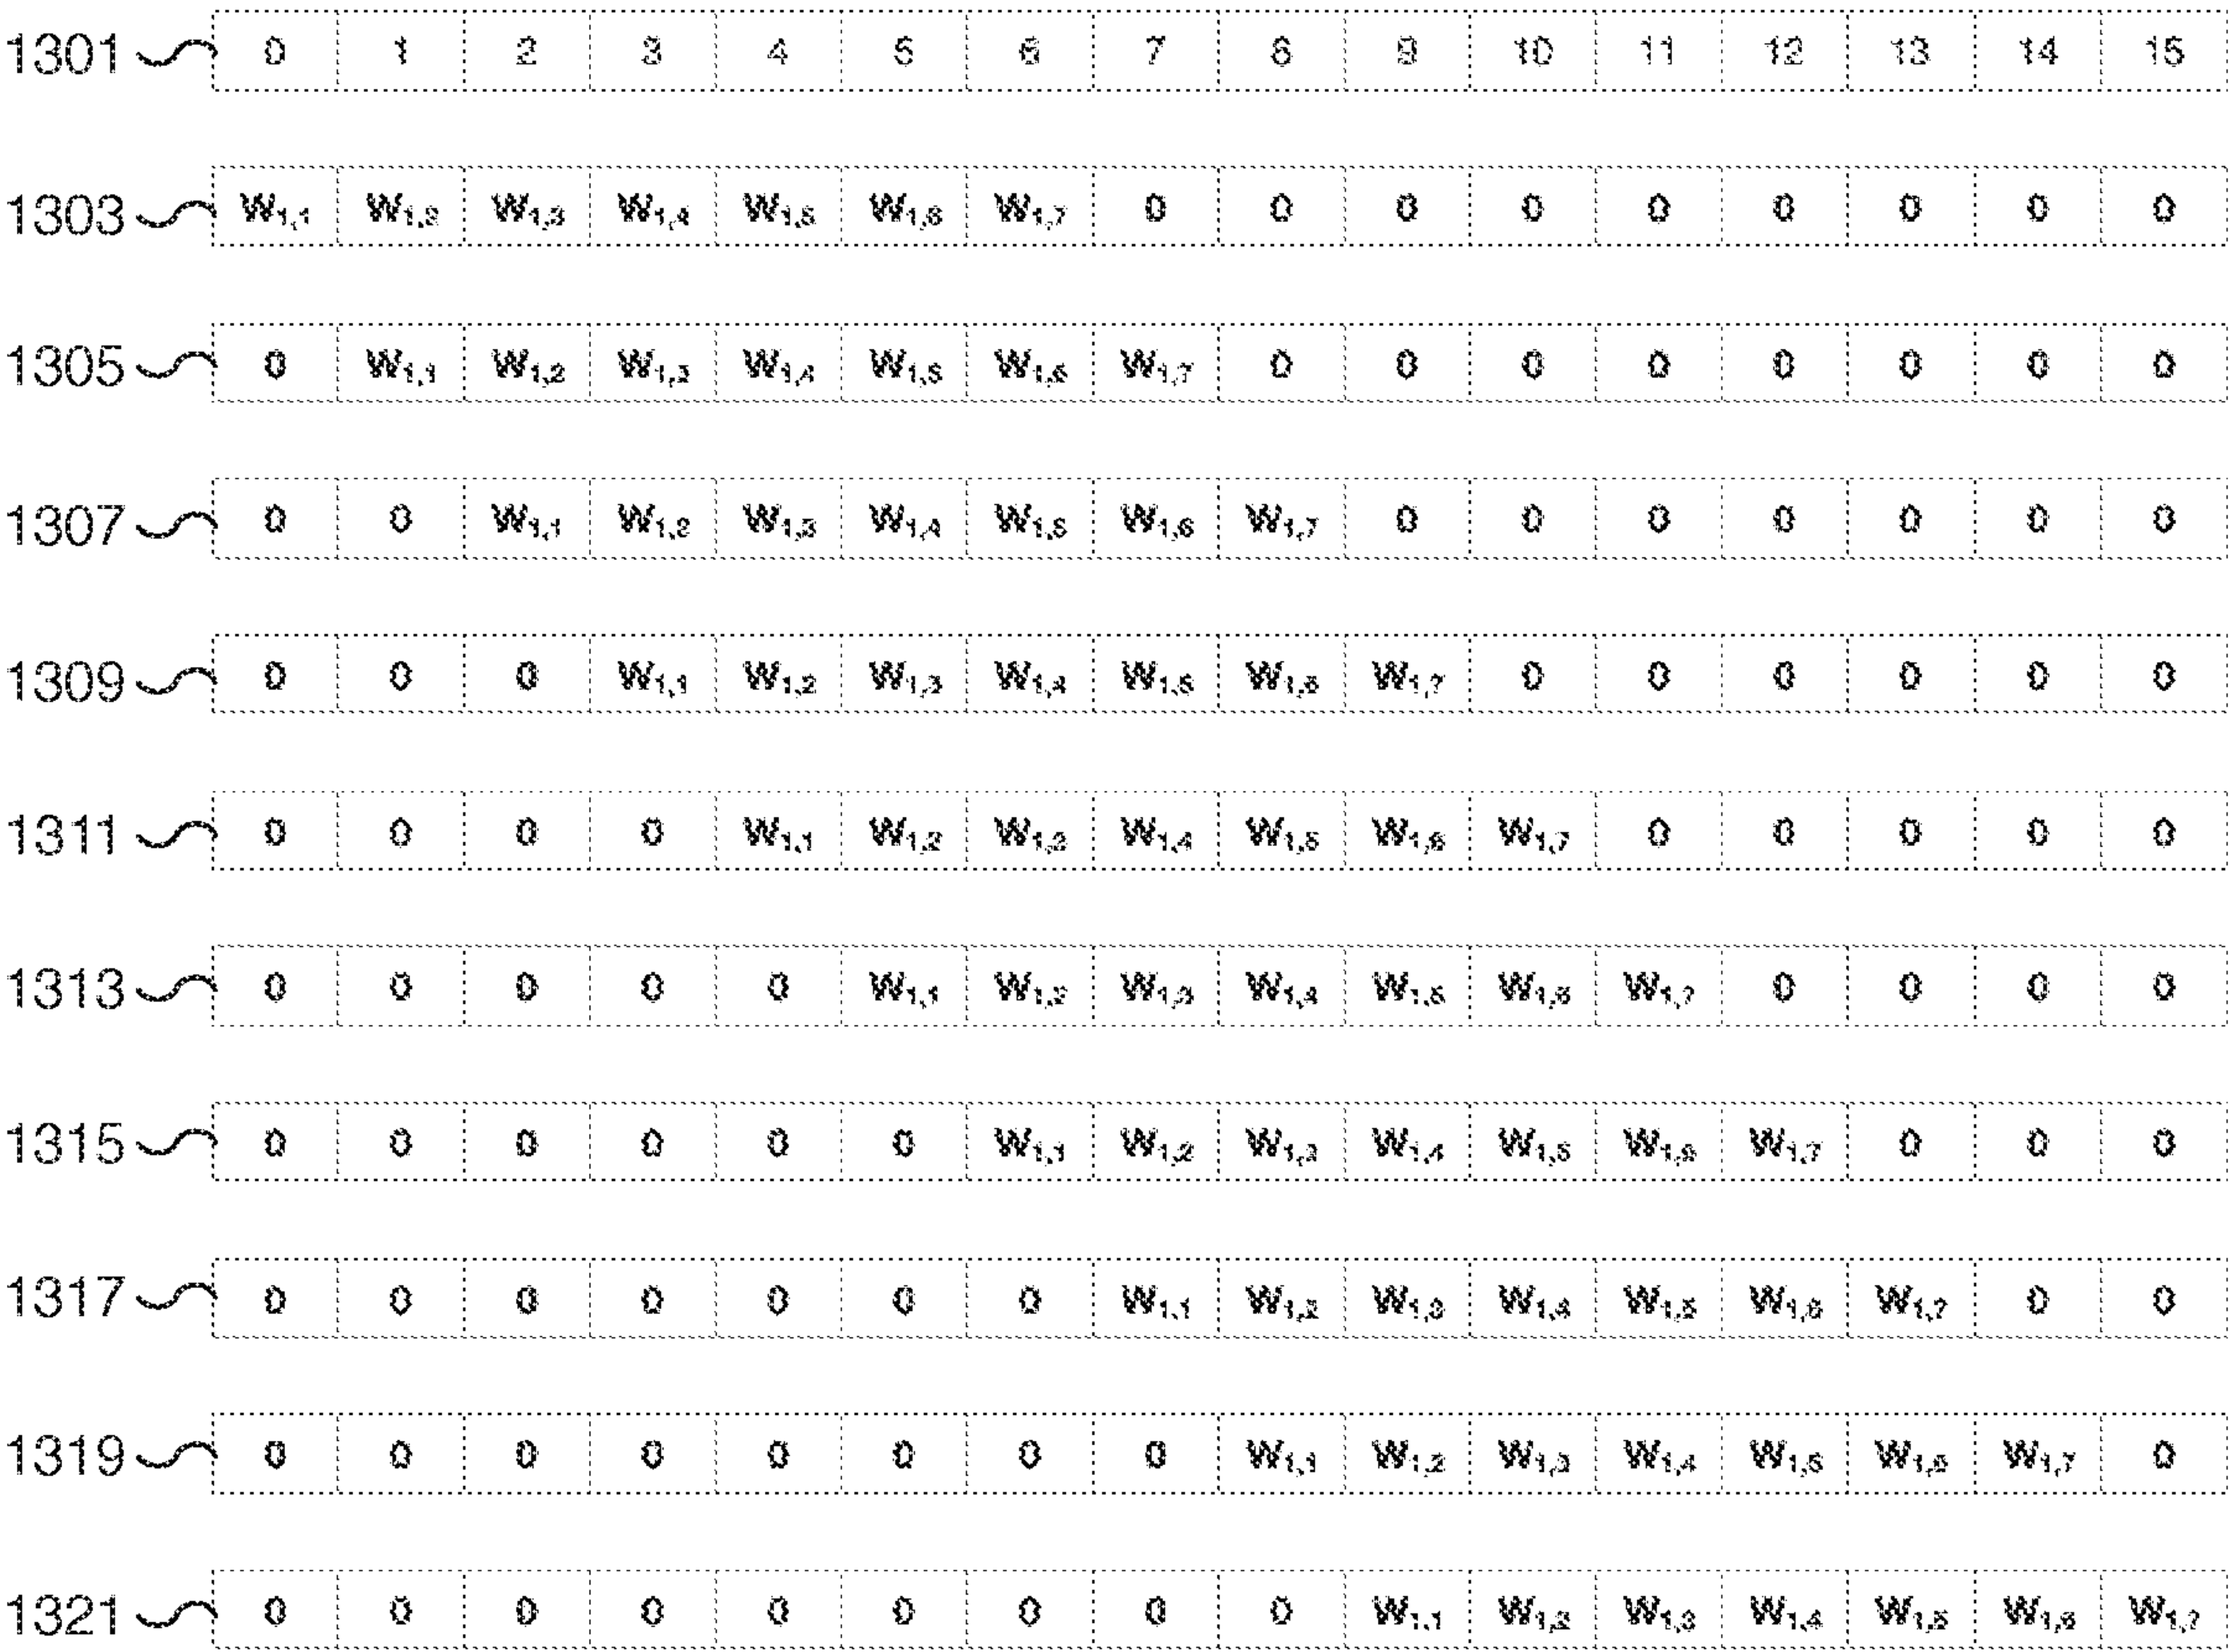 1301 0 1 2 3 4 5 6 7 8 9 10 11 12 13 14 15
1303 W1,1 W1,2 W1,3 W1,4 W1,5 W1,6 W1,7 0 0 0 0 0 0 0 0 0
1305 0 W1,1 W1,2 W1,3 W1,4 W1,5 W1,6 W1,7 0 0 0 0 0 0 0 0
1307 0 0 W1,1 W1,2 W1,3 W1,4 W1,5 W1,6 W1,7 0 0 0 0 0 0 0
1309 0 0 0 W1,1 W1,2 W1,3 W1,4 W1,5 W1,6 W1,7 0 0 0 0 0 0
1311 0 0 0 0 W1,1 W1,2 W1,3 W1,4 W1,5 W1,6 W1,7 0 0 0 0 0
1313 0 0 0 0 0 W1,1 W1,2 W1,3 W1,4 W1,5 W1,6 W1,7 0 0 0 0
1315 0 0 0 0 0 0 W1,1 W1,2 W1,3 W1,4 W1,5 W1,6 W1,7 0 0 0
1317 0 0 0 0 0 0 0 W1,1 W1,2 W1,3 W1,4 W1,5 W1,6 W1,7 0 0
1319 0 0 0 0 0 0 0 0 W1,1 W1,2 W1,3 W1,4 W1,5 W1,6 W1,7 0
1321 0 0 0 0 0 0 0 0 0 W1,1 W1,2 W1,3 W1,4 W1,5 W1,6 W1,7